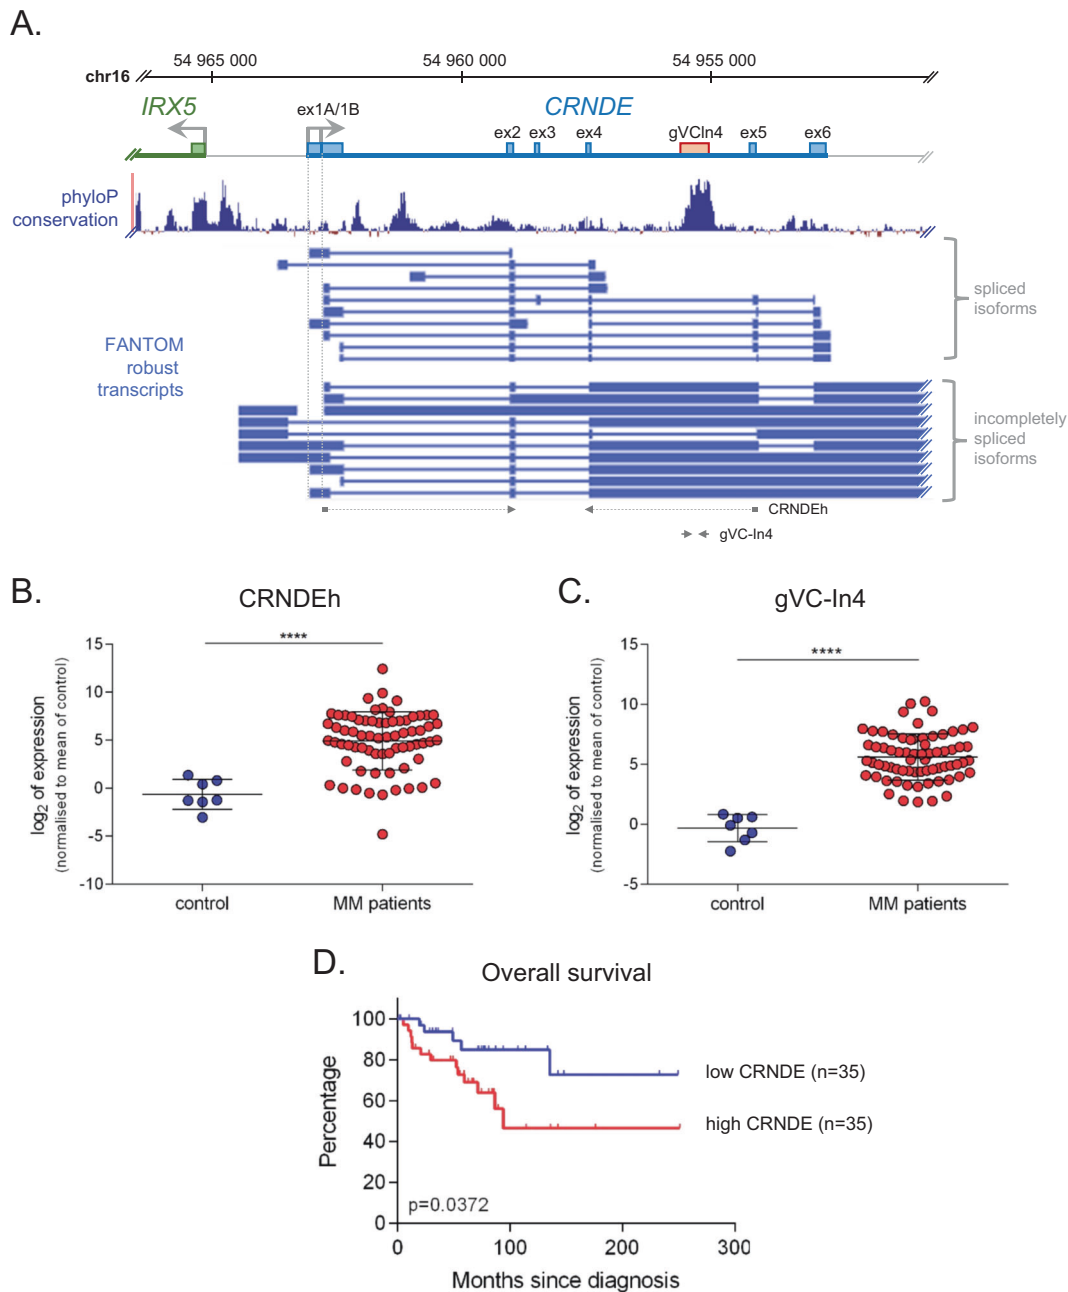 A.
54 965 000 54 960 000 54 955 000
chr16
IRX5 ex1A/1B CRNDE
ex2 ex3 ex4 gVCIn4 ex5 ex6
phyloP
conservation
spliced
isoforms
FANTOM
robust
transcripts
incompletely
spliced
isoforms
CRNDEh
gVC-In4
B.
CRNDEh
****
log2 of expression
(normalised to mean of control)
15
10
5
0
-5
-10
control MM patients
C.
gVC-In4
****
log2 of expression
(normalised to mean of control)
15
10
5
0
-5
control MM patients
D.
Overall survival
Percentage
100
80
60
40
20
0
low CRNDE (n=35)
high CRNDE (n=35)
p=0.0372
0 100 200 300
Months since diagnosis